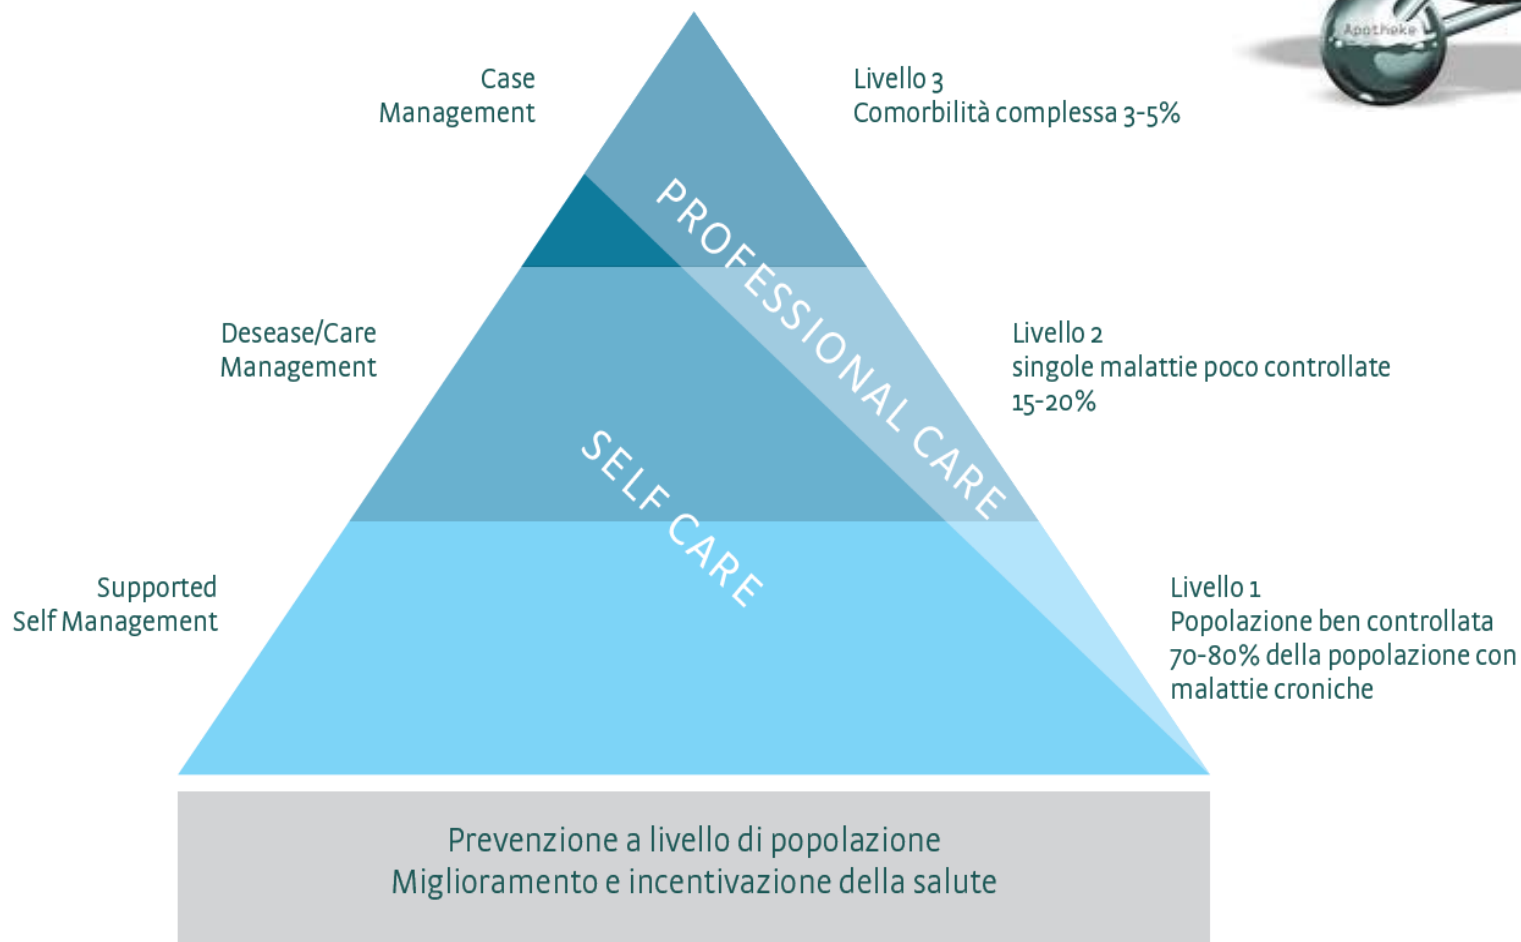 Apotheke
Case
Management
Livello 3
Comorbilità complessa 3-5%
PROFESSIONAL CARE
Desease/Care
Management
Livello 2
singole malattie poco controllate
15-20%
SELF CARE
Supported
Self Management
Livello 1
Popolazione ben controllata
70-80% della popolazione con
malattie croniche
Prevenzione a livello di popolazione
Miglioramento e incentivazione della salute